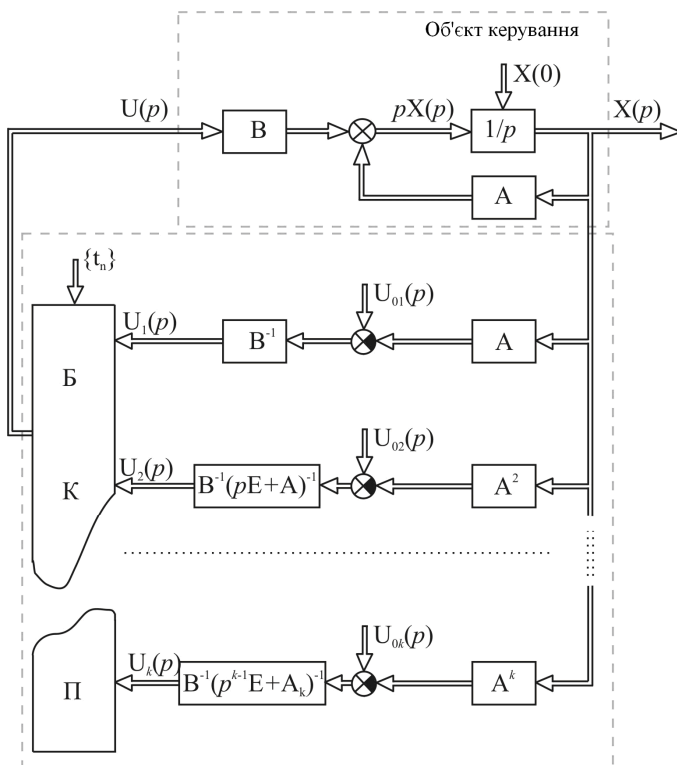 Об'єкт керування
X(0)
U(p)
B
pX(p)
1/p
X(p)
A
{tₙ}
U₀₁(p)
U₁(p)
B⁻¹
A
Б
U₀₂(p)
U₂(p)
К
B⁻¹(pE+A)⁻¹
A²
U₀ₖ(p)
Uₖ(p)
П
B⁻¹(pᵏ⁻¹E+Aₖ)⁻¹
Aᵏ